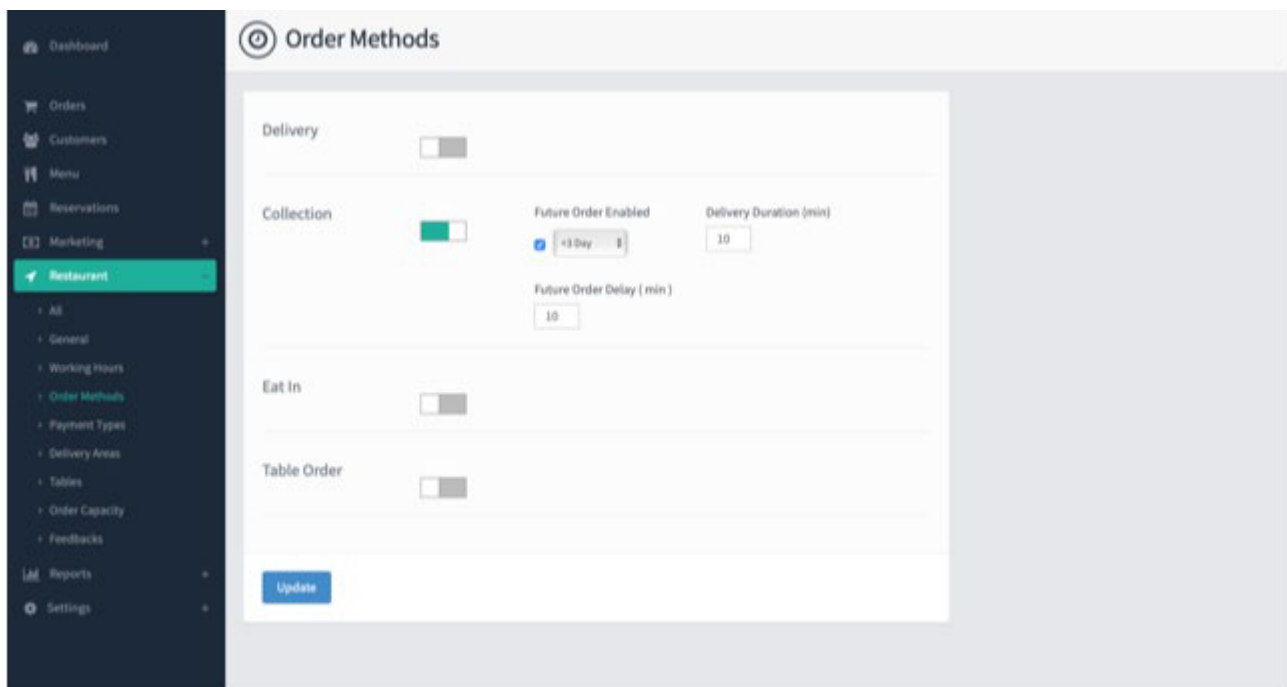 Dashboard
Orders
Customers
Menu
Reservations
Marketing +
Restaurant -
All
General
Working Hours
Order Methods
Payment Types
Delivery Areas
Tables
Order Capacity
Feedbacks
Reports +
Settings +
Order Methods
Delivery
Collection
Future Order Enabled
+3 Day
Delivery Duration (min)
10
Future Order Delay ( min )
10
Eat In
Table Order
Update